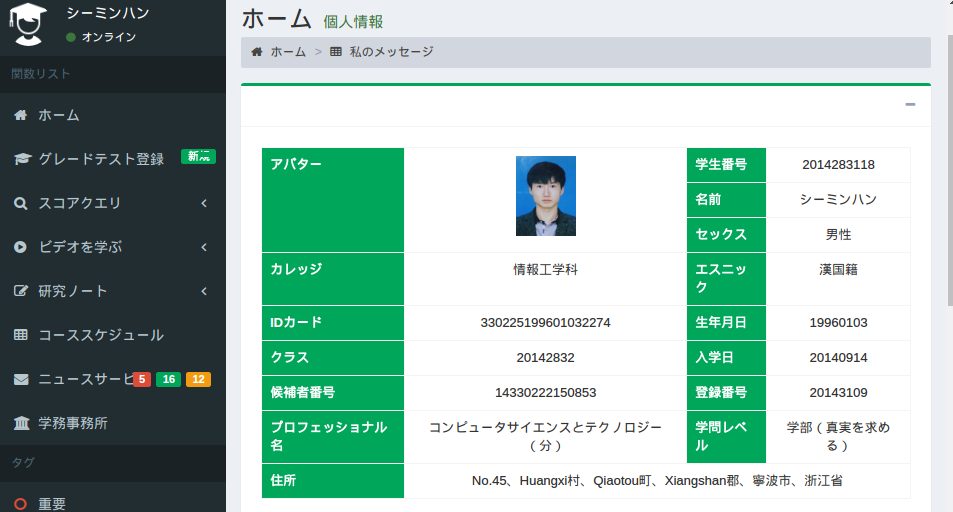 シーミンハン
オンライン
関数リスト
ホーム
グレードテスト登録
新
スコアクエリ
ビデオを学ぶ
研究ノート
コーススケジュール
ニュースサービ 5 16 12
学務事務所
タグ
重要
ホーム 個人情報
ホーム > 私のメッセージ
アバター
学生番号 2014283118
名前 シーミンハン
セックス 男性
カレッジ 情報工学科 エスニッ 漢国籍
ク
IDカード 330225199601032274 生年月日 19960103
クラス 20142832 入学日 20140914
候補者番号 14330222150853 登録番号 20143109
プロフェッショナル コンピュータサイエンスとテクノロジー 学問レベ 学部（真実を求め
名 （分） ル る）
住所 No.45、Huangxi村、Qiaotou町、Xiangshan郡、寧波市、浙江省